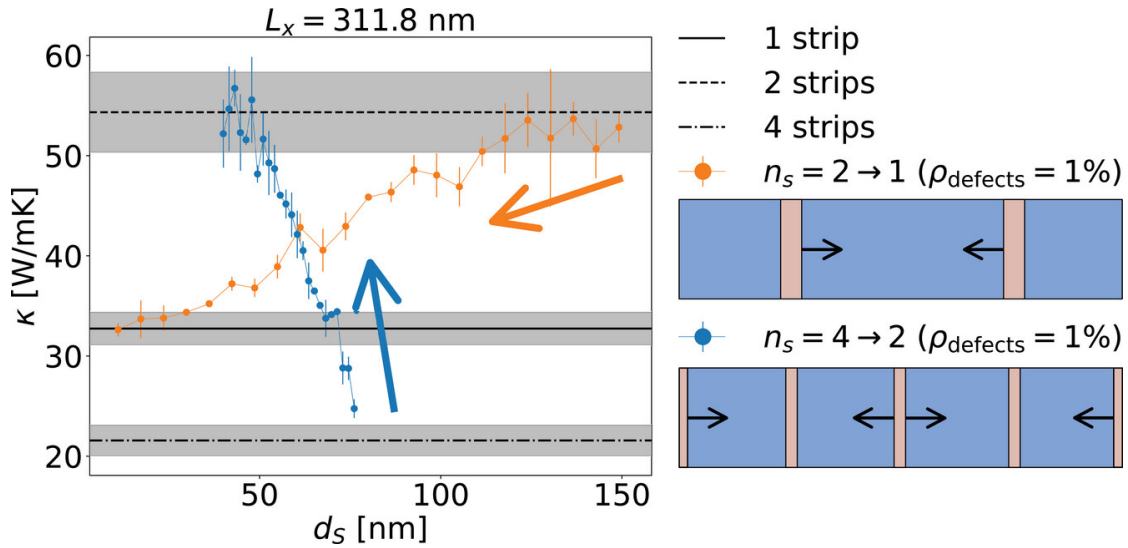 L_x = 311.8 nm
60
50
40
30
20
κ [W/mK]
50
100
150
d_S [nm]
1 strip
2 strips
4 strips
n_s = 2 → 1 (ρ_defects = 1%)
n_s = 4 → 2 (ρ_defects = 1%)